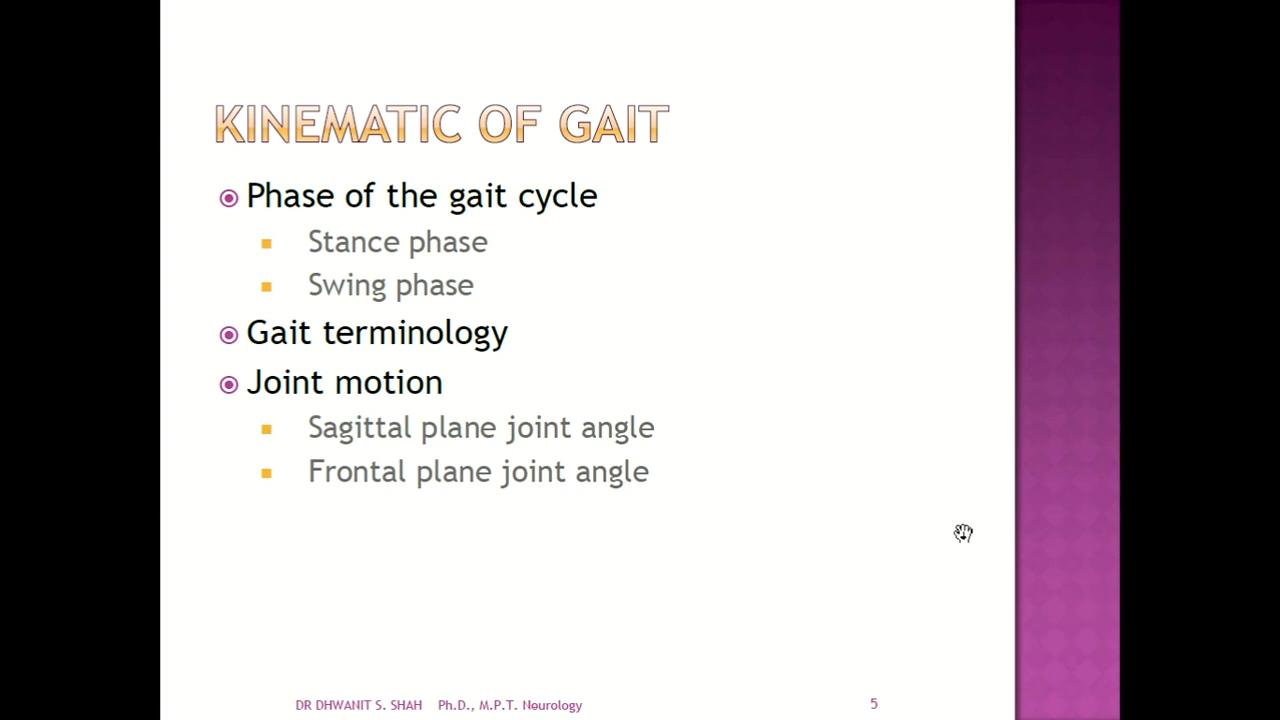 KINEMATIC OF GAIT
Phase of the gait cycle
Stance phase
Swing phase
Gait terminology
Joint motion
Sagittal plane joint angle
Frontal plane joint angle
DR DHWANIT S. SHAH Ph.D., M.P.T. Neurology 5